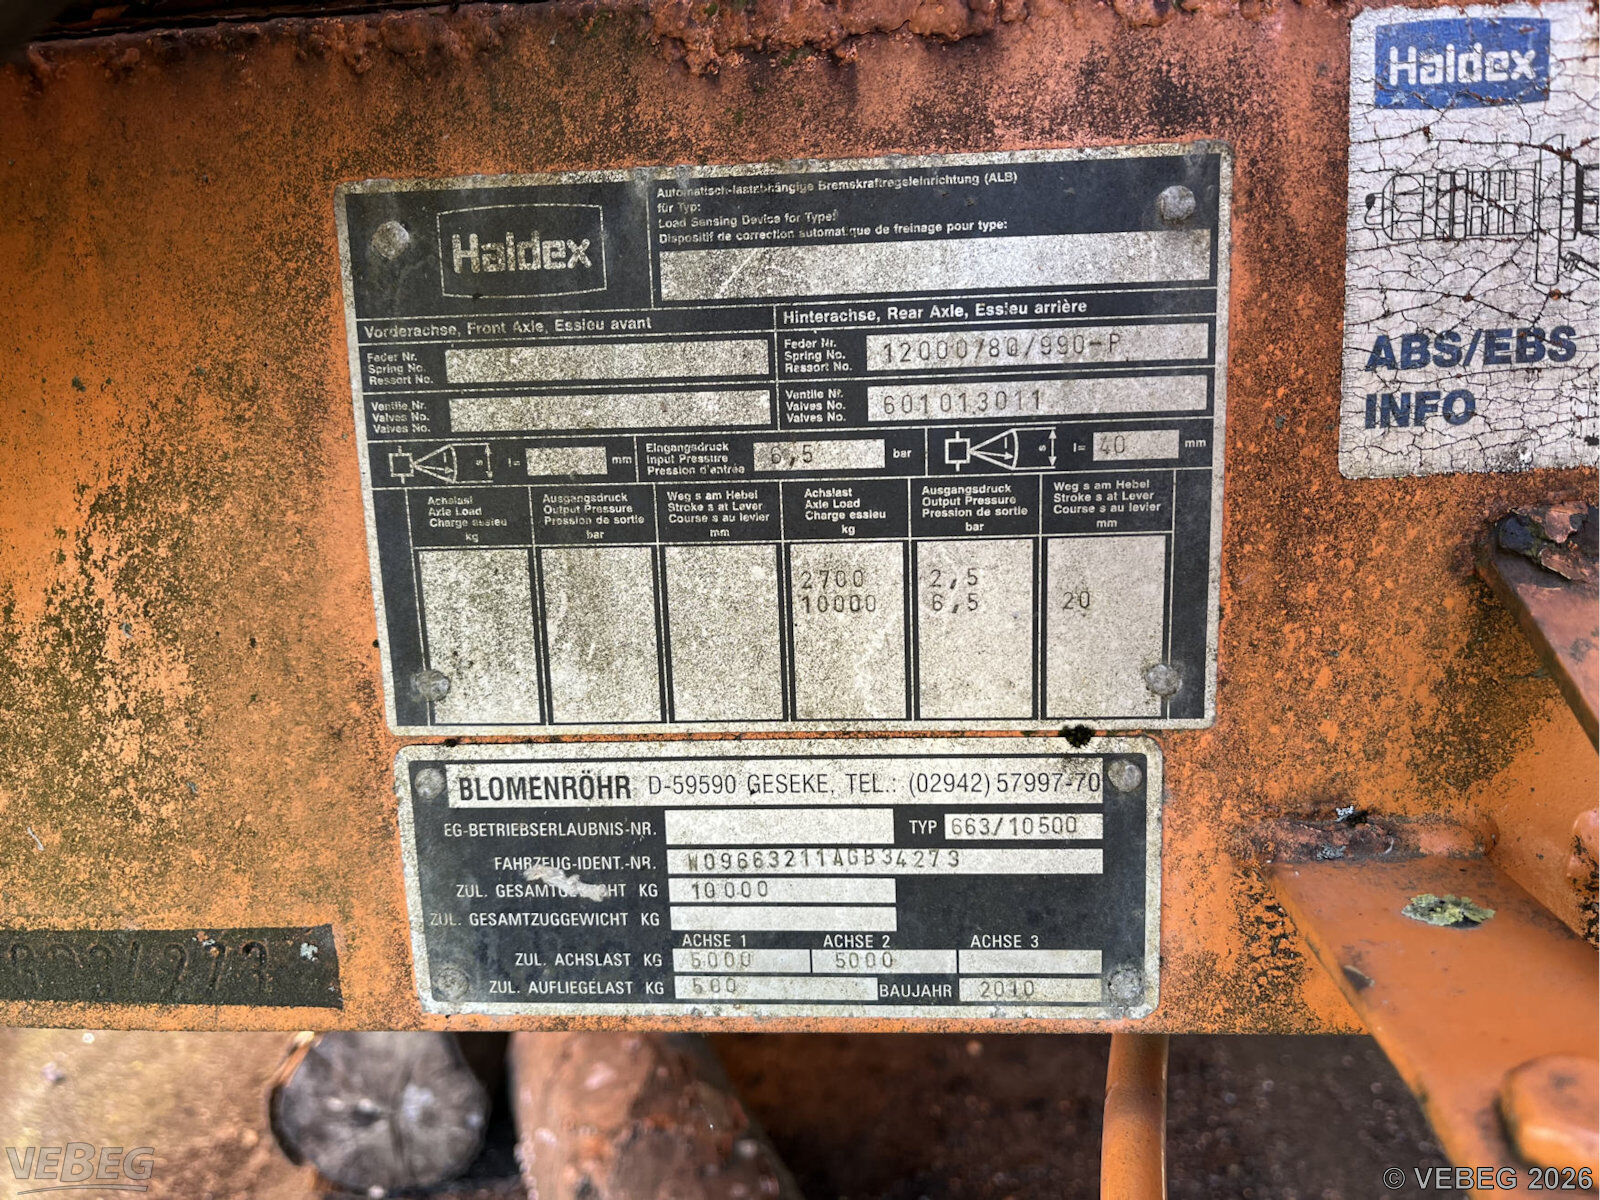 Haldex
ABS/EBS
INFO
Haldex
Automatisch-lastabhängige Bremskraftregeleinrichtung (ALB)
für Typ:
Load Sensing Device for Type:
Dispositif de correction automatique de freinage pour type:
Vorderachse, Front Axle, Essieu avant
Hinterachse, Rear Axle, Essieu arrière
Feder Nr.
Spring No.
Ressort No.
Feder Nr.
Spring No.
Ressort No.
12000/80/990-P
Ventile Nr.
Valves No.
Valves No.
Ventile Nr.
Valves No.
Valves No.
601013011
s
l=
mm
Eingangsdruck
Input Pressure
Pression d'entrée
6,5
bar
s
l=
40
mm
Achslast
Axle Load
Charge essieu
kg
Ausgangsdruck
Output Pressure
Pression de sortie
bar
Weg s am Hebel
Stroke s at Lever
Course s au levier
mm
Achslast
Axle Load
Charge essieu
kg
Ausgangsdruck
Output Pressure
Pression de sortie
bar
Weg s am Hebel
Stroke s at Lever
Course s au levier
mm
2700 2,5
10000 6,5 20
BLOMENRÖHR D-59590 GESEKE, TEL.: (02942) 57997-70
EG-BETRIEBSERLAUBNIS-NR. TYP 663/10500
FAHRZEUG-IDENT.-NR. W09663211AGB34273
ZUL. GESAMTGEWICHT KG 10000
ZUL. GESAMTZUGGEWICHT KG
ACHSE 1 ACHSE 2 ACHSE 3
ZUL. ACHSLAST KG 5000 5000
ZUL. AUFLIEGELAST KG 500 BAUJAHR 2010
VEBEG
© VEBEG 2026